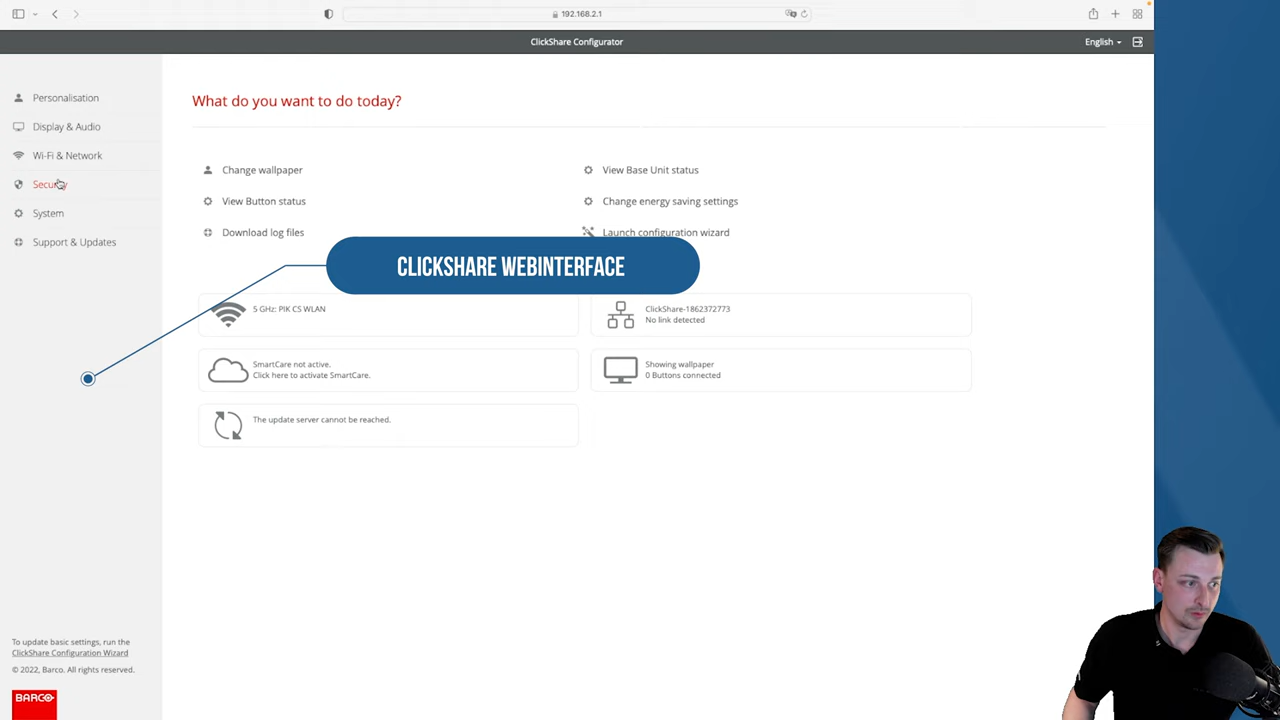 192.168.2.1
ClickShare Configurator
English
Personalisation
Display & Audio
Wi-Fi & Network
Security
System
Support & Updates
What do you want to do today?
Change wallpaper
View Base Unit status
View Button status
Change energy saving settings
Download log files
Launch configuration wizard
CLICKSHARE WEBINTERFACE
5 GHz: PIK CS WLAN
ClickShare-1862372773
No link detected
SmartCare not active.
Click here to activate SmartCare.
Showing wallpaper
0 Buttons connected
The update server cannot be reached.
To update basic settings, run the
ClickShare Configuration Wizard
© 2022, Barco. All rights reserved.
BARCO